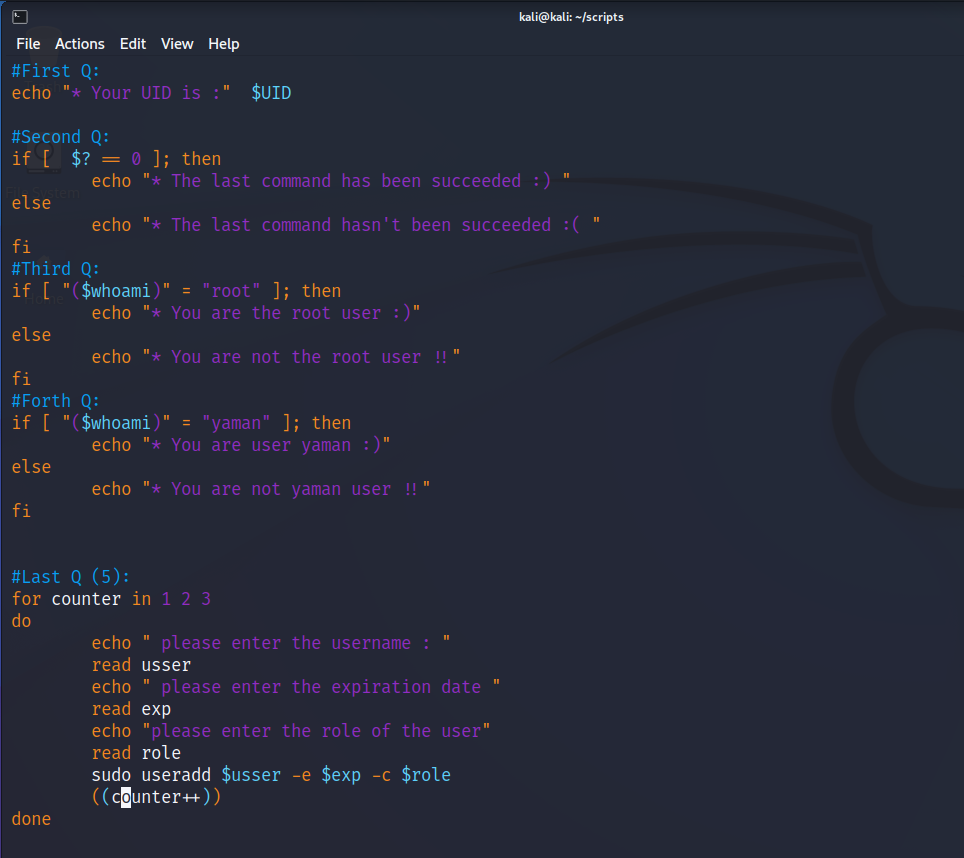 kali@kali: ~/scripts
File Actions Edit View Help
#First Q:
echo "* Your UID is :"  $UID
#Second Q:
if [  $? == 0 ]; then
echo "* The last command has been succeeded :) "
else
echo "* The last command hasn't been succeeded :( "
fi
#Third Q:
if [ "($whoami)" = "root" ]; then
echo "* You are the root user :)"
else
echo "* You are not the root user !!"
fi
#Forth Q:
if [ "($whoami)" = "yaman" ]; then
echo "* You are user yaman :)"
else
echo "* You are not yaman user !!"
fi
#Last Q (5):
for counter in 1 2 3
do
echo " please enter the username : "
read usser
echo " please enter the expiration date "
read exp
echo "please enter the role of the user"
read role
sudo useradd $usser -e $exp -c $role
((counter++))
done